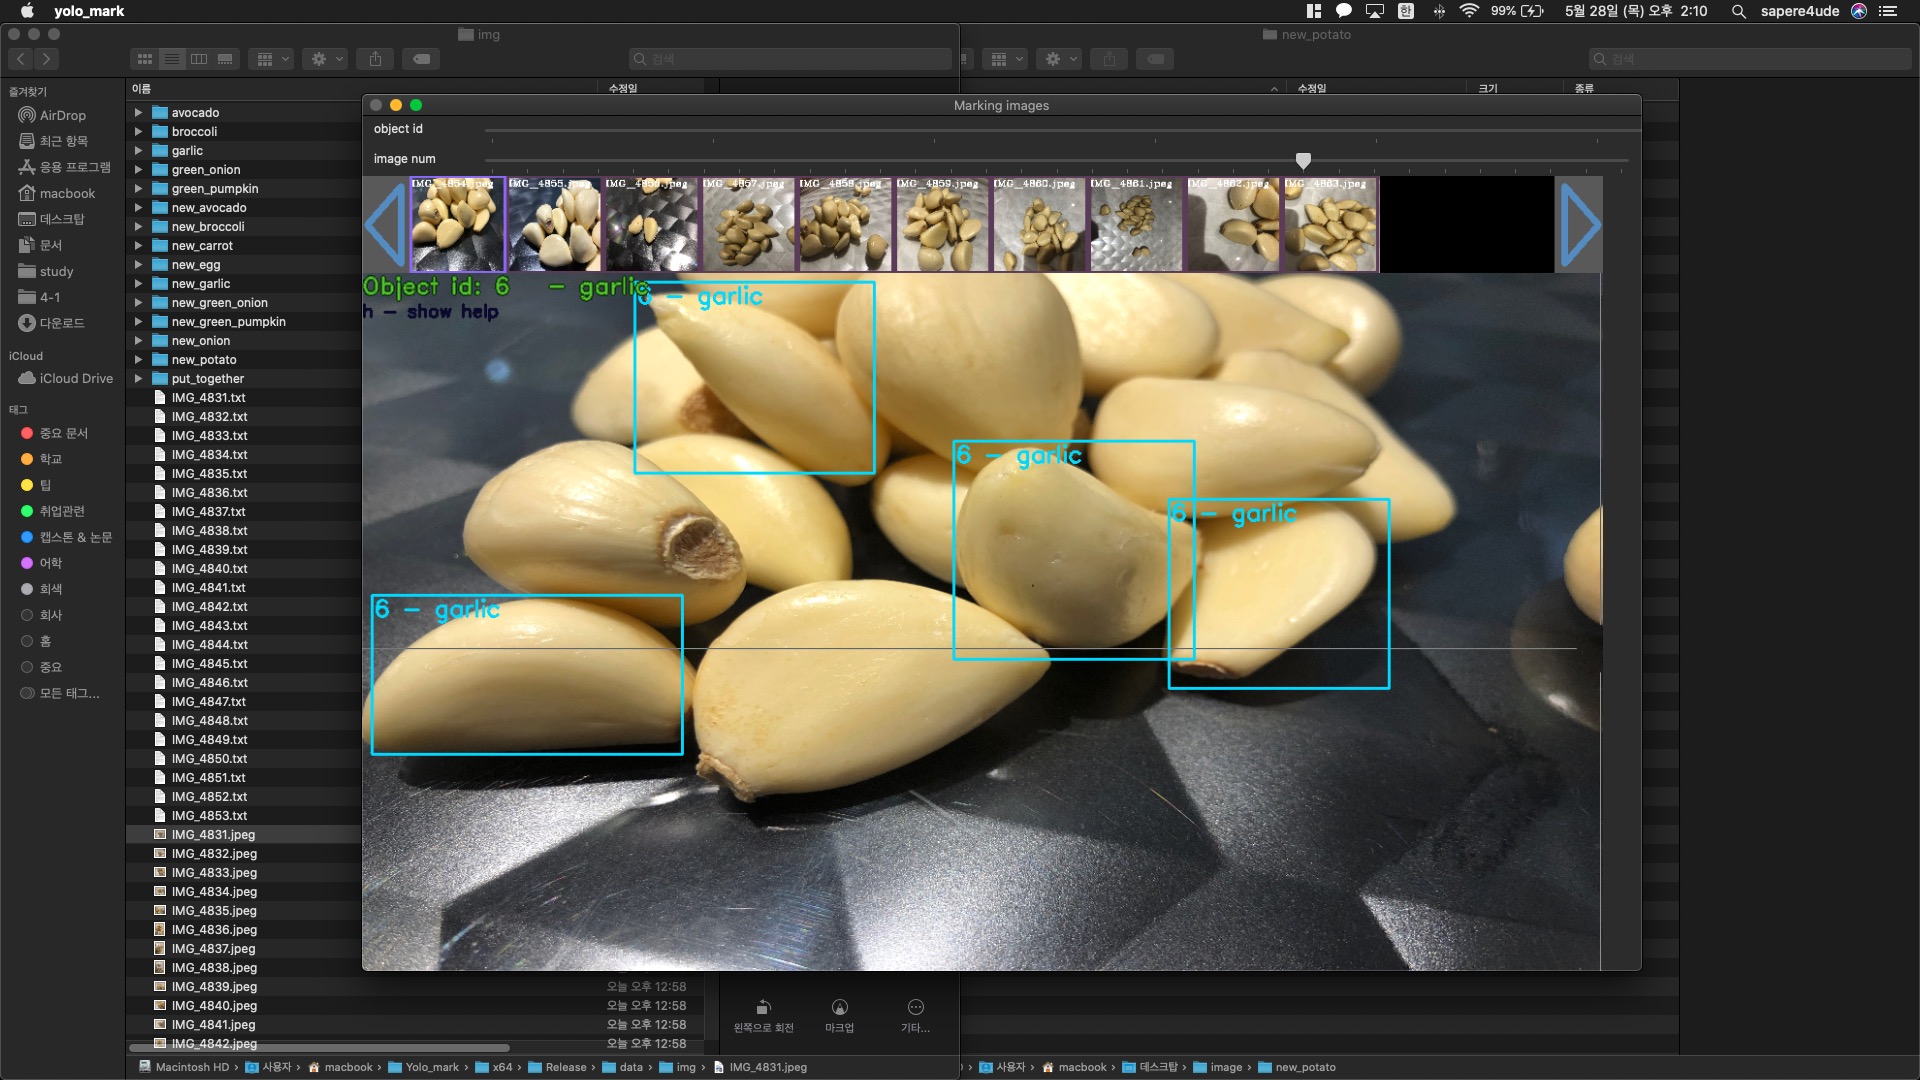 yolo_mark
한
99%
5월 28일 (목) 오후 2:10
sapere4ude
img
new_potato
검색
검색
즐겨찾기
AirDrop
최근 항목
응용 프로그램
macbook
데스크탑
문서
study
4-1
다운로드
iCloud
iCloud Drive
태그
중요 문서
학교
팁
취업관련
캡스톤 & 논문
어학
회색
회사
홈
중요
모든 태그...
이름
수정일
avocado
broccoli
garlic
green_onion
green_pumpkin
new_avocado
new_broccoli
new_carrot
new_egg
new_garlic
new_green_onion
new_green_pumpkin
new_onion
new_potato
put_together
IMG_4831.txt
IMG_4832.txt
IMG_4833.txt
IMG_4834.txt
IMG_4835.txt
IMG_4836.txt
IMG_4837.txt
IMG_4838.txt
IMG_4839.txt
IMG_4840.txt
IMG_4841.txt
IMG_4842.txt
IMG_4843.txt
IMG_4844.txt
IMG_4845.txt
IMG_4846.txt
IMG_4847.txt
IMG_4848.txt
IMG_4849.txt
IMG_4850.txt
IMG_4851.txt
IMG_4852.txt
IMG_4853.txt
IMG_4831.jpeg
IMG_4832.jpeg
IMG_4833.jpeg
IMG_4834.jpeg
IMG_4835.jpeg
IMG_4836.jpeg
IMG_4837.jpeg
IMG_4838.jpeg
IMG_4839.jpeg 오늘 오후 12:58
IMG_4840.jpeg 오늘 오후 12:58
IMG_4841.jpeg 오늘 오후 12:58
IMG_4842.jpeg 오늘 오후 12:58
수정일
크기
종류
Marking images
object id
image num
IMG_4854.jpeg
IMG_4855.jpeg
IMG_4856.jpeg
IMG_4857.jpeg
IMG_4858.jpeg
IMG_4859.jpeg
IMG_4860.jpeg
IMG_4861.jpeg
IMG_4862.jpeg
IMG_4863.jpeg
Object id: 6 - garlic
h - show help
6 - garlic
6 - garlic
6 - garlic
6 - garlic
왼쪽으로 회전
마크업
기타...
Macintosh HD › 사용자 › macbook › Yolo_mark › x64 › Release › data › img › IMG_4831.jpeg
› 사용자 › macbook › 데스크탑 › image › new_potato